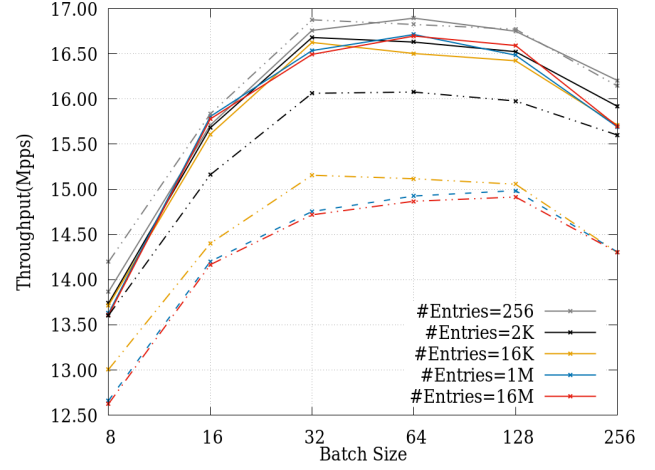 17.00
16.50
16.00
15.50
15.00
14.50
14.00
13.50
13.00
12.50
Throughput(Mpps)
#Entries=256
#Entries=2K
#Entries=16K
#Entries=1M
#Entries=16M
8 16 32 64 128 256
Batch Size